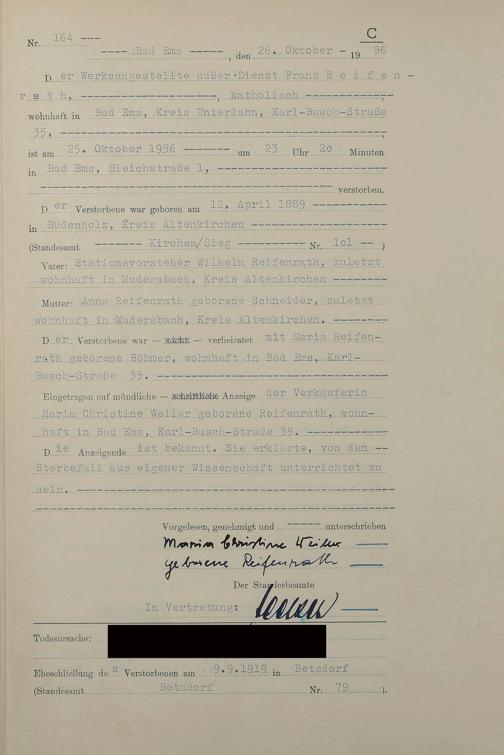 C
Nr. 164 ---
---- Bad Ems -----, den 26. Oktober - 19 56
Der Werksangestellte außer Dienst Franz R e i f e n -
r a t h, --------------------, katholisch -------------,
wohnhaft in Bad Ems, Kreis Unterlahn, Karl-Busch-Straße
35, ------------------------------------------------,
ist am 25. Oktober 1956 ------- um 23 Uhr 20 Minuten
in Bad Ems, Bleichstraße 1, -------------------------
------------------------------------------ verstorben.
Der Verstorbene war geboren am 12. April 1889 -----------
in Büdenholz, Kreis Altenkirchen --------------------
(Standesamt ------- Kirchen/Sieg ---------- Nr. 101 -- )
Vater: Stationsvorsteher Wilhelm Reifenrath, zuletzt
wohnhaft in Mudersbach, Kreis Altenkirchen --------
Mutter: Anna Reifenrath geborene Schneider, zuletzt
wohnhaft in Mudersbach, Kreis Altenkirchen. ---------
Der Verstorbene war — nicht — verheiratet mit Maria Reifen-
rath geborene Böhmer, wohnhaft in Bad Ems, Karl-
Busch-Straße 35. ----------------------------------
Eingetragen auf mündliche — schriftliche Anzeige der Verkäuferin
Maria Christine Weiler geborene Reifenrath, wohn-
haft in Bad Ems, Karl-Busch-Straße 35. ------------
Die Anzeigende ist bekannt. Sie erklärte, von dem --
Sterbefall aus eigener Wissenschaft unterrichtet zu
sein. ----------------------------------------------
----------------------------------------------------
Vorgelesen, genehmigt und ----- unterschrieben
Maria Christine Weiler
geborene Reifenrath
Der Standesbeamte
In Vertretung:
Todesursache:
Eheschließung des Verstorbenen am 9.9.1919 in Betzdorf
(Standesamt Betzdorf Nr. 79 ).